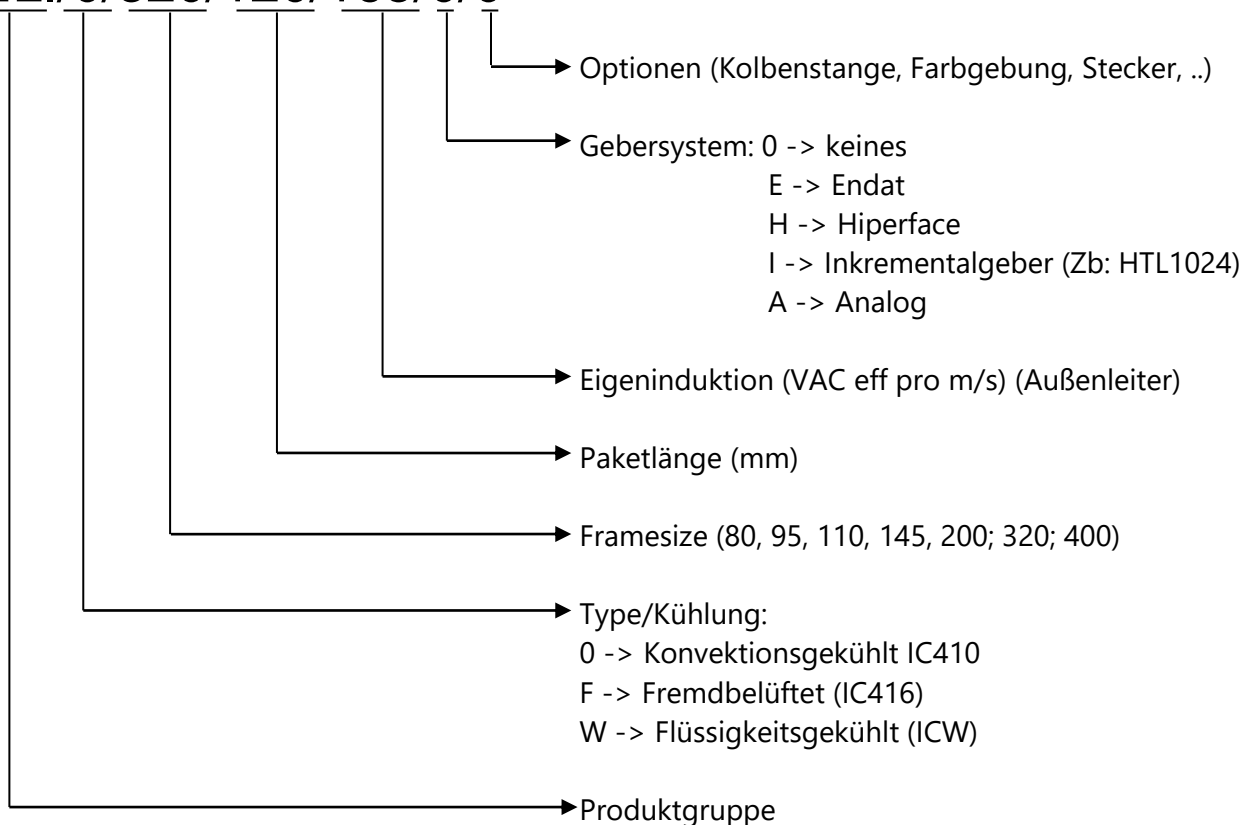 Optionen (Kolbenstange, Farbgebung, Stecker, ..)
Gebersystem: 0 -> keines
E -> Endat
H -> Hiperface
I -> Inkrementalgeber (Zb: HTL1024)
A -> Analog
Eigeninduktion (VAC eff pro m/s) (Außenleiter)
Paketlänge (mm)
Framesize (80, 95, 110, 145, 200; 320; 400)
Type/Kühlung:
0 -> Konvektionsgekühlt IC410
F -> Fremdbelüftet (IC416)
W -> Flüssigkeitsgekühlt (ICW)
Produktgruppe